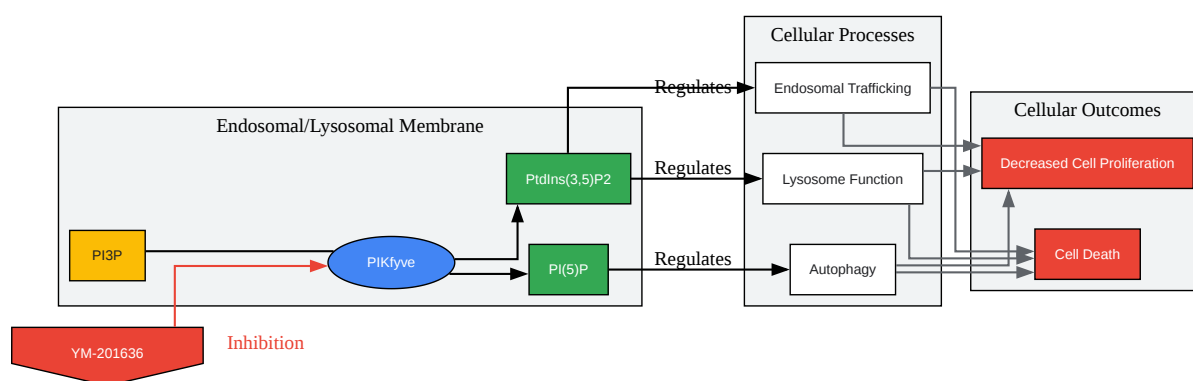 Cellular Processes
Regulates
Endosomal Trafficking
Cellular Outcomes
Endosomal/Lysosomal Membrane
Decreased Cell Proliferation
PtdIns(3,5)P2
Regulates
Lysosome Function
PI3P
PIKfyve
PI(5)P
Regulates
Autophagy
Cell Death
YM-201636
Inhibition